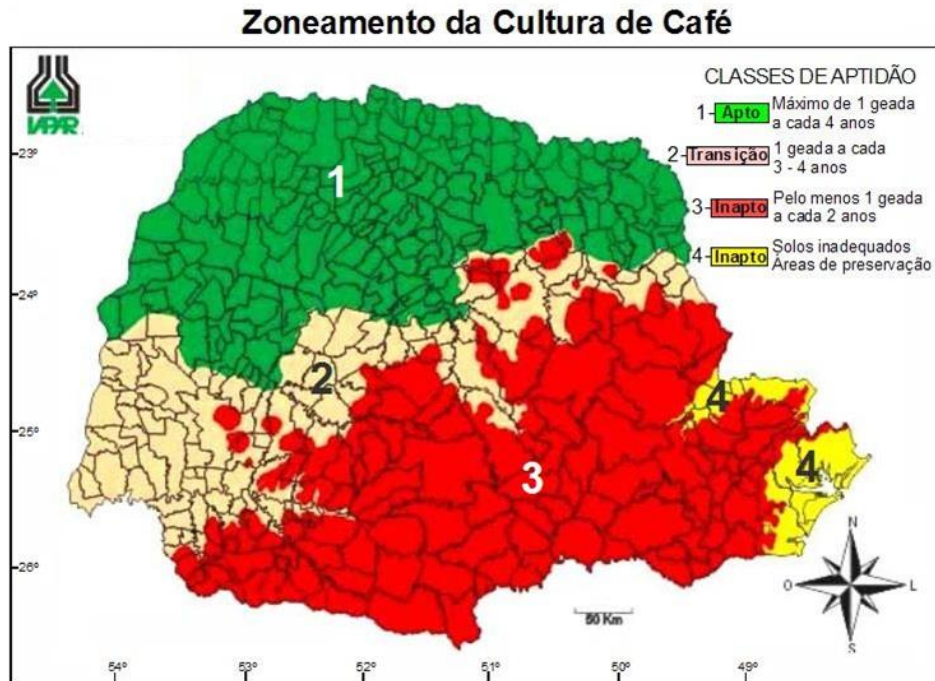 Zoneamento da Cultura de Café
IAPAR
CLASSES DE APTIDÃO
1 - Apto Máximo de 1 geada
a cada 4 anos
2 - Transição 1 geada a cada
3 - 4 anos
3 - Inapto Pelo menos 1 geada
a cada 2 anos
4 - Inapto Solos inadequados
Áreas de preservação
23º
24º
25º
26º
1
2
3
4
4
N
O
L
S
50 Km
54º
53º
52º
51º
50º
49º